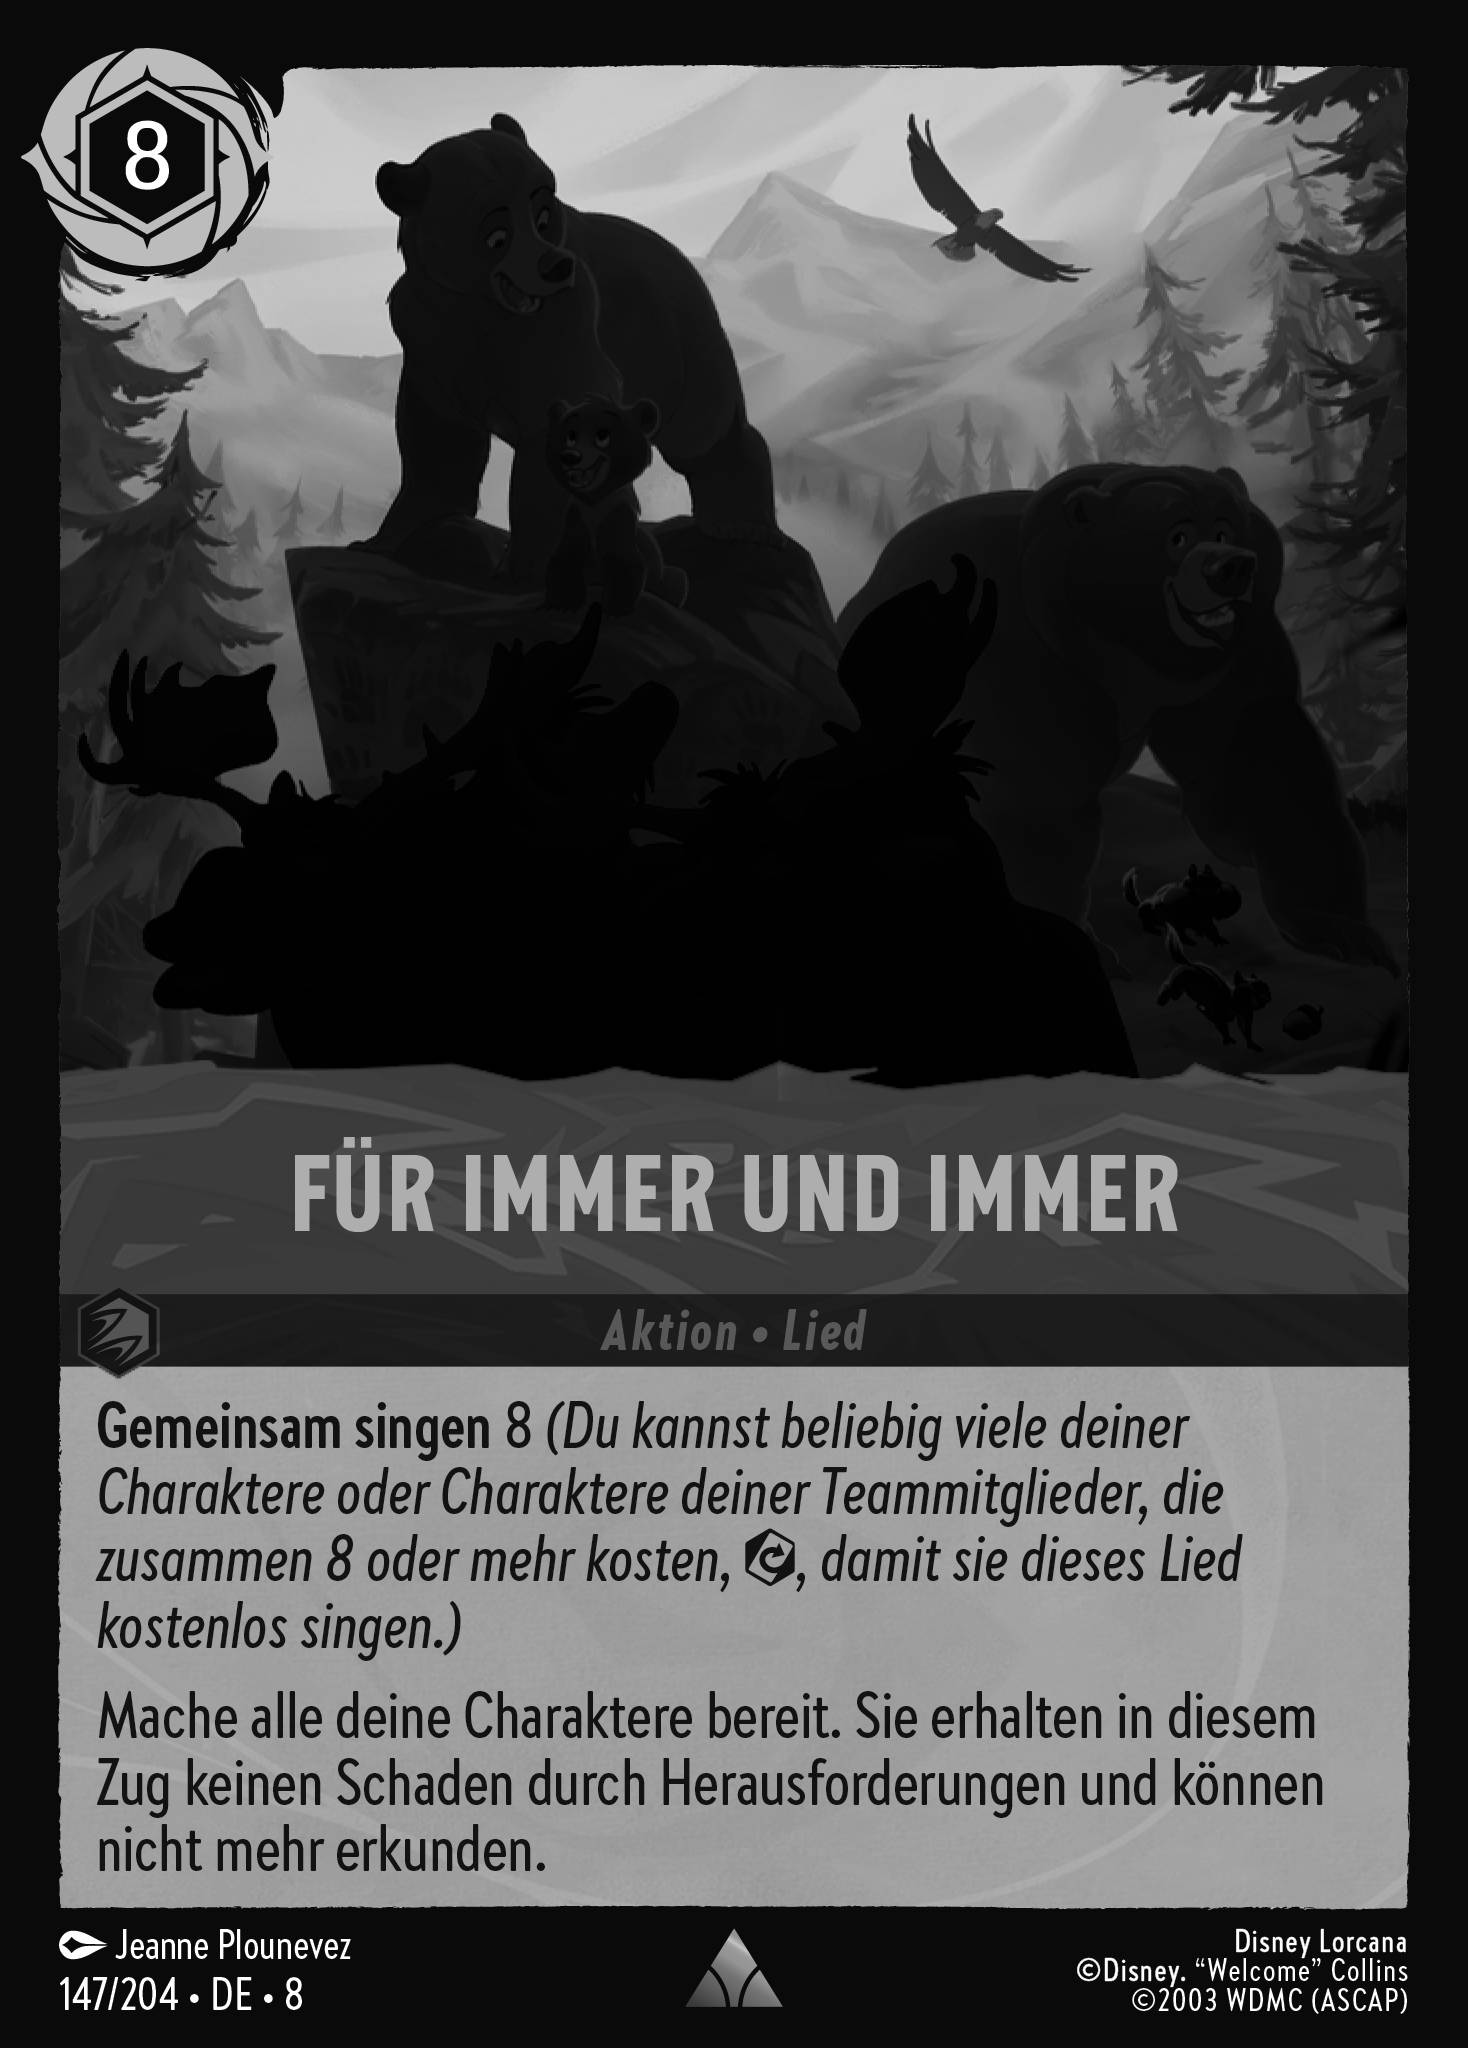 8
FÜR IMMER UND IMMER
Aktion • Lied
Gemeinsam singen 8 (Du kannst beliebig viele deiner
Charaktere oder Charaktere deiner Teammitglieder, die
zusammen 8 oder mehr kosten, , damit sie dieses Lied
kostenlos singen.)
Mache alle deine Charaktere bereit. Sie erhalten in diesem
Zug keinen Schaden durch Herausforderungen und können
nicht mehr erkunden.
Jeanne Plounevez
147/204 • DE • 8
Disney Lorcana
©Disney. “Welcome” Collins
©2003 WDMC (ASCAP)